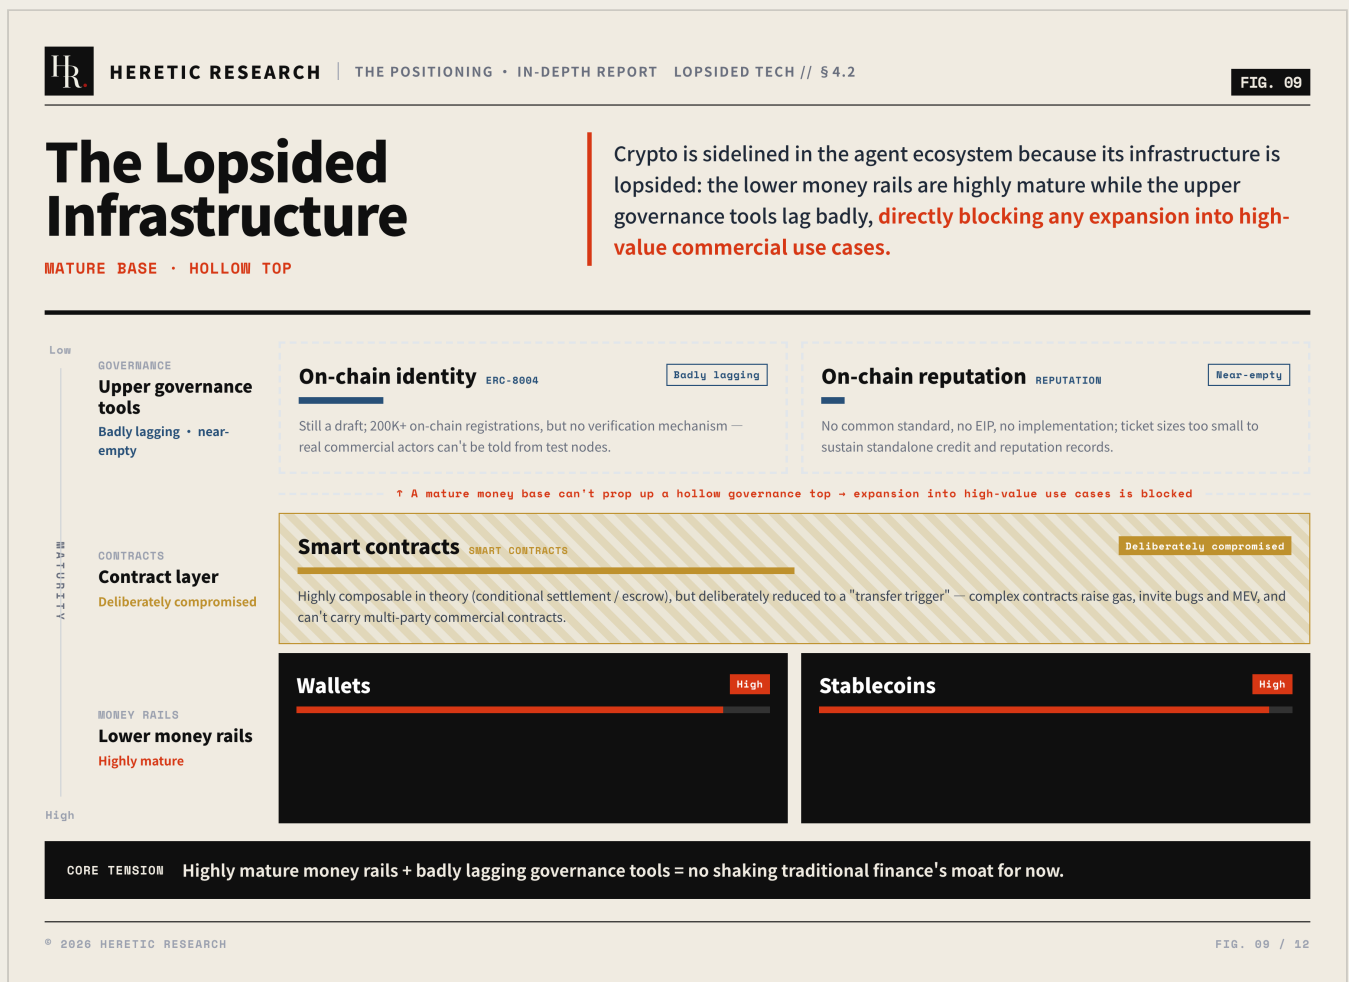 HR.
HERETIC RESEARCH
THE POSITIONING • IN-DEPTH REPORT LOPSIDED TECH // § 4.2
FIG. 09
The Lopsided
Infrastructure
MATURE BASE · HOLLOW TOP
Crypto is sidelined in the agent ecosystem because its infrastructure is
lopsided: the lower money rails are highly mature while the upper
governance tools lag badly, directly blocking any expansion into high-
value commercial use cases.
Low
MATURITY
High
GOVERNANCE
Upper governance
tools
Badly lagging • near-
empty
On-chain identity ERC-8004
Badly lagging
Still a draft; 200K+ on-chain registrations, but no verification mechanism —
real commercial actors can't be told from test nodes.
On-chain reputation REPUTATION
Near-empty
No common standard, no EIP, no implementation; ticket sizes too small to
sustain standalone credit and reputation records.
↑ A mature money base can't prop up a hollow governance top → expansion into high-value use cases is blocked
CONTRACTS
Contract layer
Deliberately compromised
Smart contracts SMART CONTRACTS
Deliberately compromised
Highly composable in theory (conditional settlement / escrow), but deliberately reduced to a "transfer trigger" — complex contracts raise gas, invite bugs and MEV, and
can't carry multi-party commercial contracts.
MONEY RAILS
Lower money rails
Highly mature
Wallets
High
Stablecoins
High
CORE TENSION Highly mature money rails + badly lagging governance tools = no shaking traditional finance's moat for now.
© 2026 HERETIC RESEARCH
FIG. 09 / 12